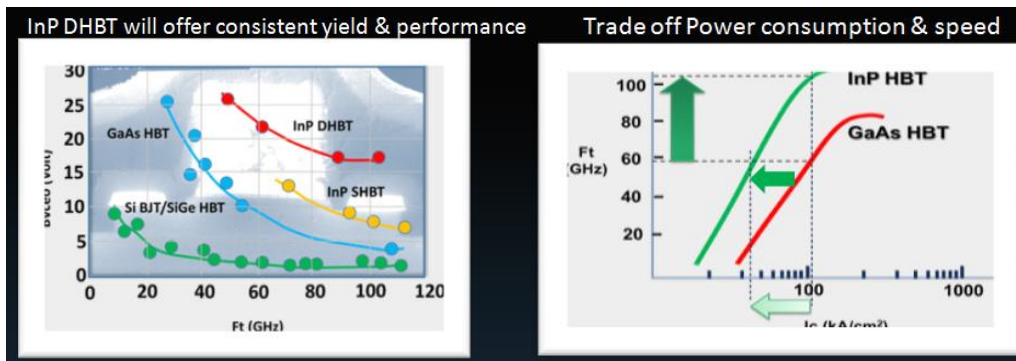 InP DHBT will offer consistent yield & performance
30
25
20
15
10
5
0
GaAs HBT
InP DHBT
InP SHBT
Si BJT/SiGe HBT
0 20 40 60 80 100 120
Ft (GHz)
Trade off Power consumption & speed
100
80
60
40
20
Ft
(GHz)
InP HBT
GaAs HBT
100 1000
(kA/cm²)